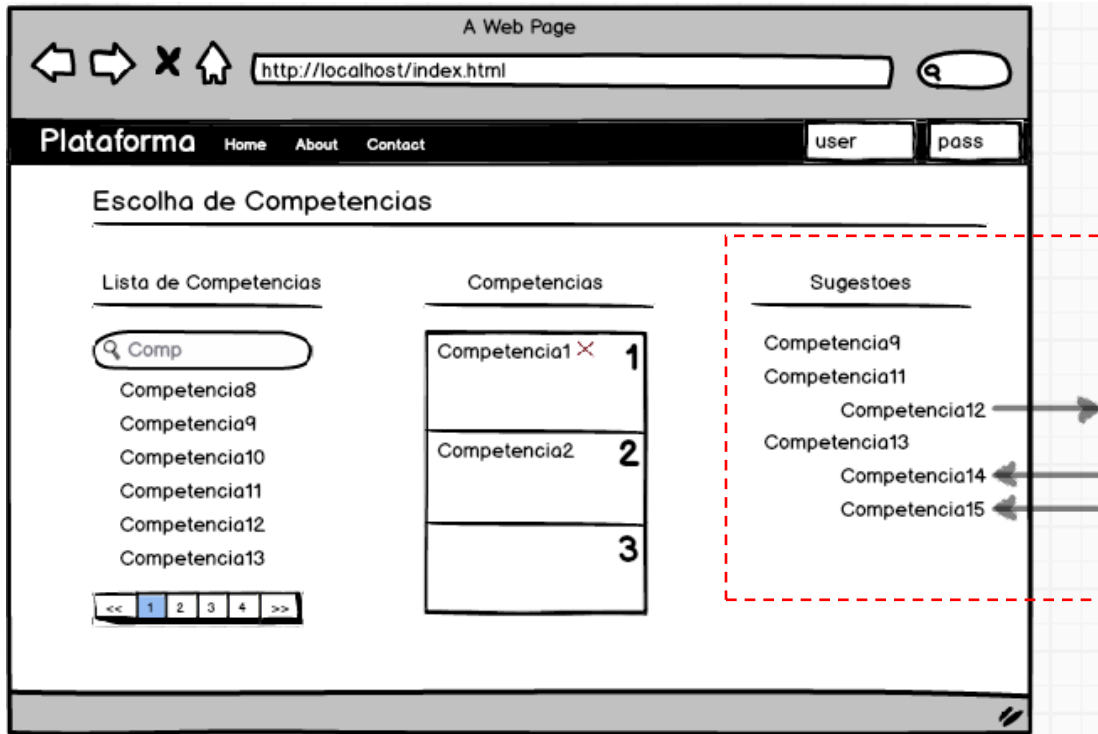 A Web Page
http://localhost/index.html
Plataforma Home About Contact user pass
Escolha de Competencias
Lista de Competencias
Comp
Competencia8
Competencia9
Competencia10
Competencia11
Competencia12
Competencia13
<< 1 2 3 4 >>
Competencias
Competencia1 1
Competencia2 2
3
Sugestoes
Competencia9
Competencia11
Competencia12
Competencia13
Competencia14
Competencia15